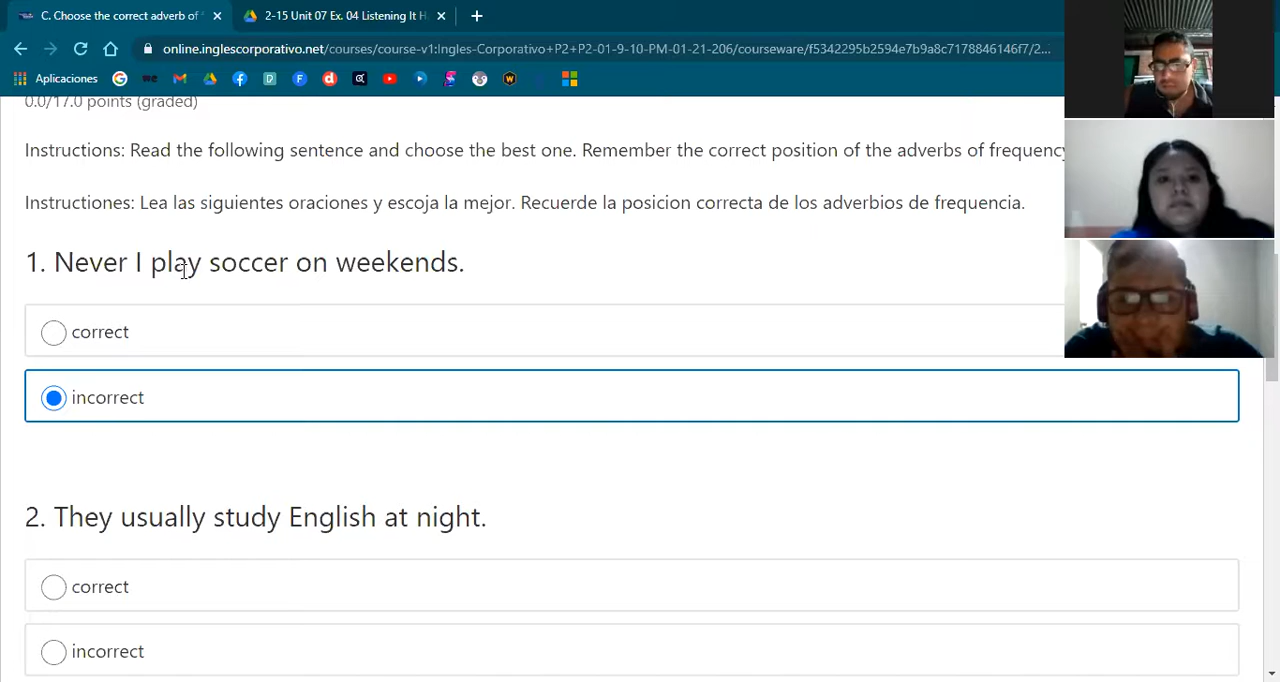 C. Choose the correct adverb of
2-15 Unit 07 Ex. 04 Listening It H
online.inglescorporativo.net/courses/course-v1:Ingles-Corporativo+P2+P2-01-9-10-PM-01-21-206/courseware/f5342295b2594e7b9a8c7178846146f7/2...
Aplicaciones
0.0/17.0 points (graded)
Instructions: Read the following sentence and choose the best one. Remember the correct position of the adverbs of frequency
Instructiones: Lea las siguientes oraciones y escoja la mejor. Recuerde la posicion correcta de los adverbios de frequencia.
1. Never I play soccer on weekends.
correct
incorrect
2. They usually study English at night.
correct
incorrect